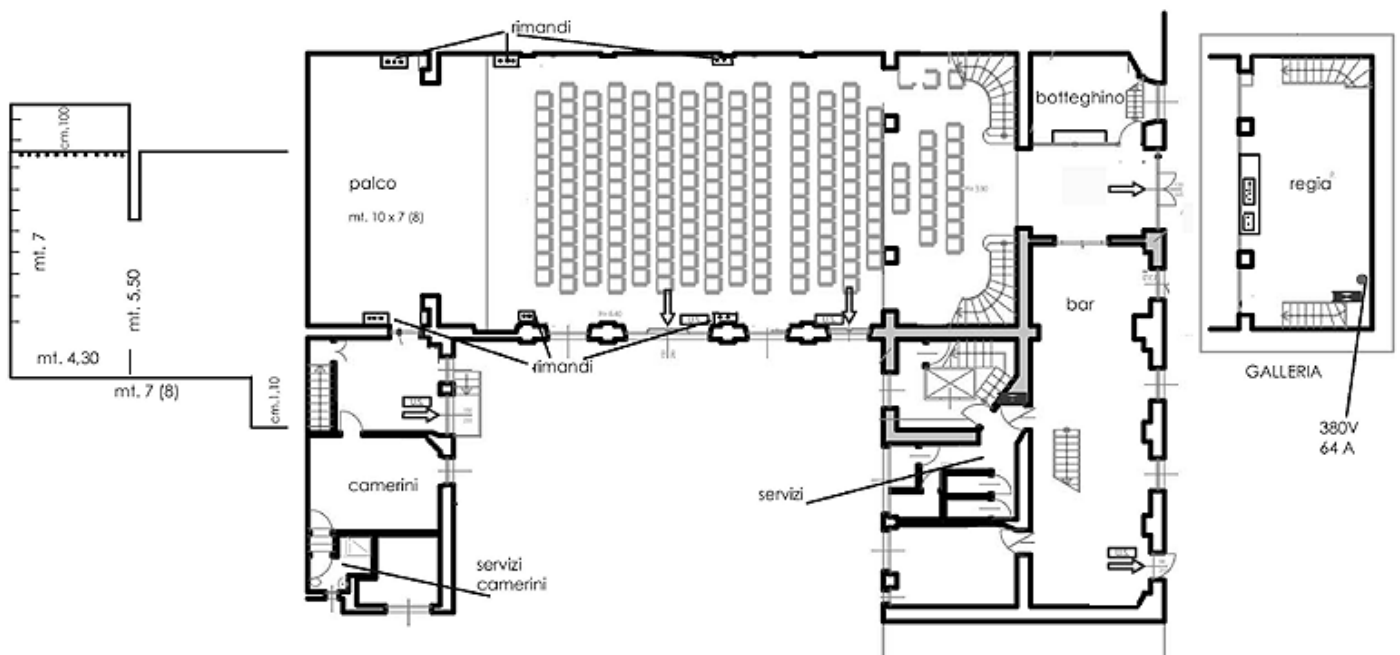 rimandi
botteghino
cm.100
palco
mt. 10 x 7 (8)
regia
mt. 7
mt. 5,50
bar
mt. 4,30
mt. 7 (8)
cm.1,10
rimandi
U.S.
U.S.
GALLERIA
U.S.
380V
64 A
camerini
servizi
servizi
camerini
U.S.